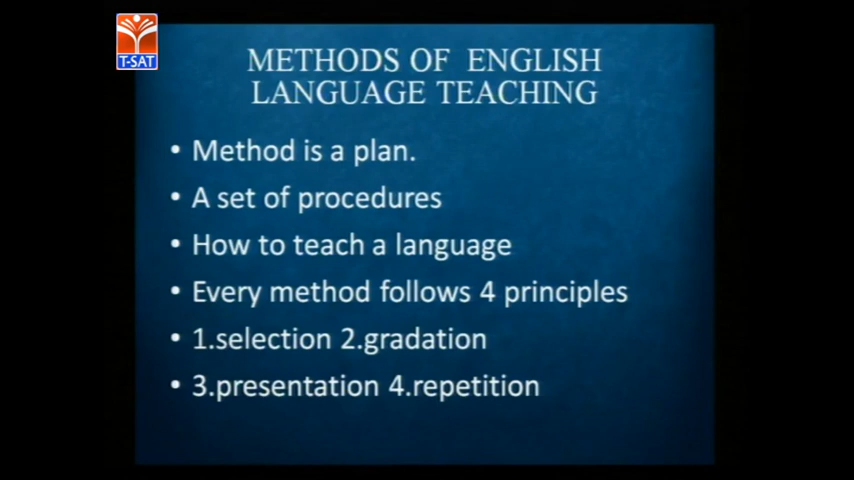 T-SAT
METHODS OF ENGLISH
LANGUAGE TEACHING
• Method is a plan.
• A set of procedures
• How to teach a language
• Every method follows 4 principles
• 1.selection 2.gradation
• 3.presentation 4.repetition